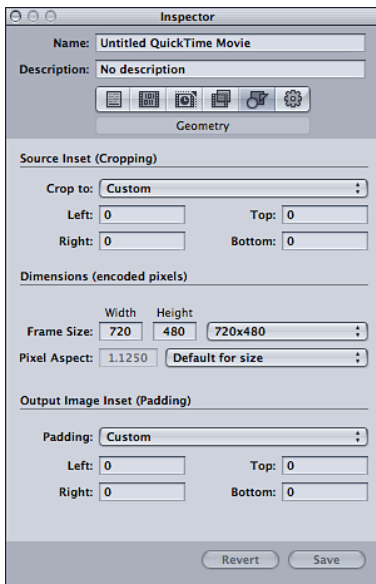 Inspector
Name: Untitled QuickTime Movie
Description: No description
Geometry
Source Inset (Cropping)
Crop to: Custom
Left: 0 Top: 0
Right: 0 Bottom: 0
Dimensions (encoded pixels)
Width Height
Frame Size: 720 480 720x480
Pixel Aspect: 1.1250 Default for size
Output Image Inset (Padding)
Padding: Custom
Left: 0 Top: 0
Right: 0 Bottom: 0
Revert Save